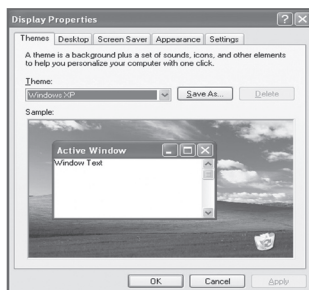 Display Properties
Themes Desktop Screen Saver Appearance Settings
A theme is a background plus a set of sounds, icons, and other elements
to help you personalize your computer with one click.
Theme:
Windows XP Save As... Delete
Sample:
Active Window
Window Text
OK Cancel Apply